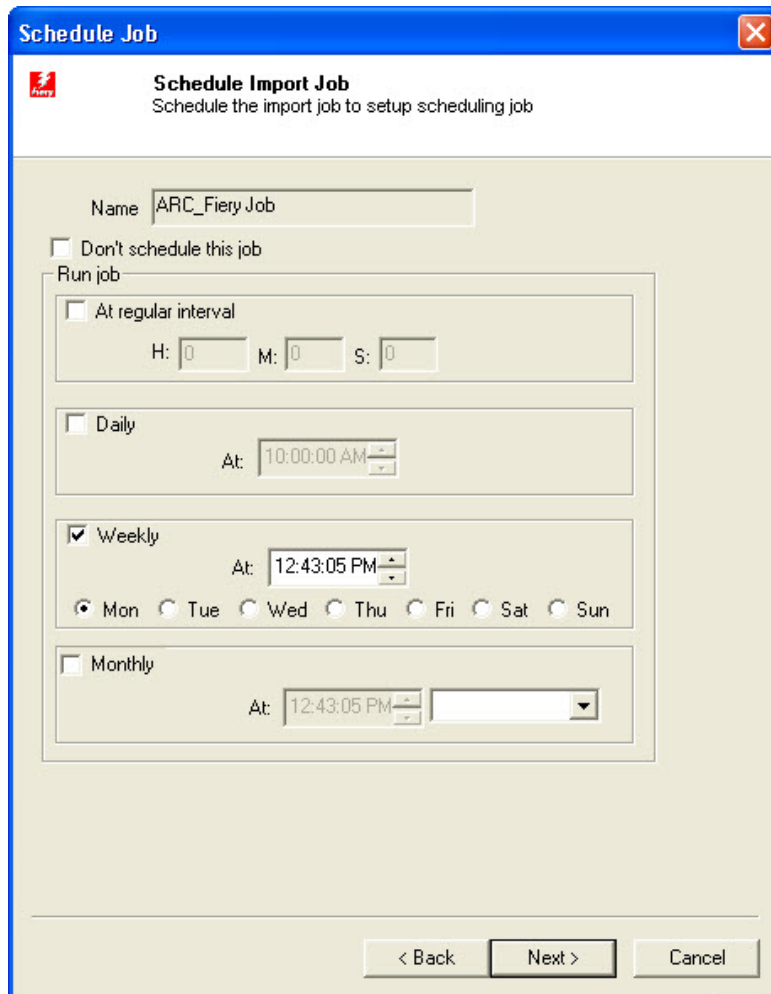 Schedule Job
Fiery
Schedule Import Job
Schedule the import job to setup scheduling job
Name ARC_Fiery Job
Don't schedule this job
Run job
At regular interval
H: 0 M: 0 S: 0
Daily
At: 10:00:00 AM
Weekly
At: 12:43:05 PM
Mon Tue Wed Thu Fri Sat Sun
Monthly
At: 12:43:05 PM
< Back Next > Cancel